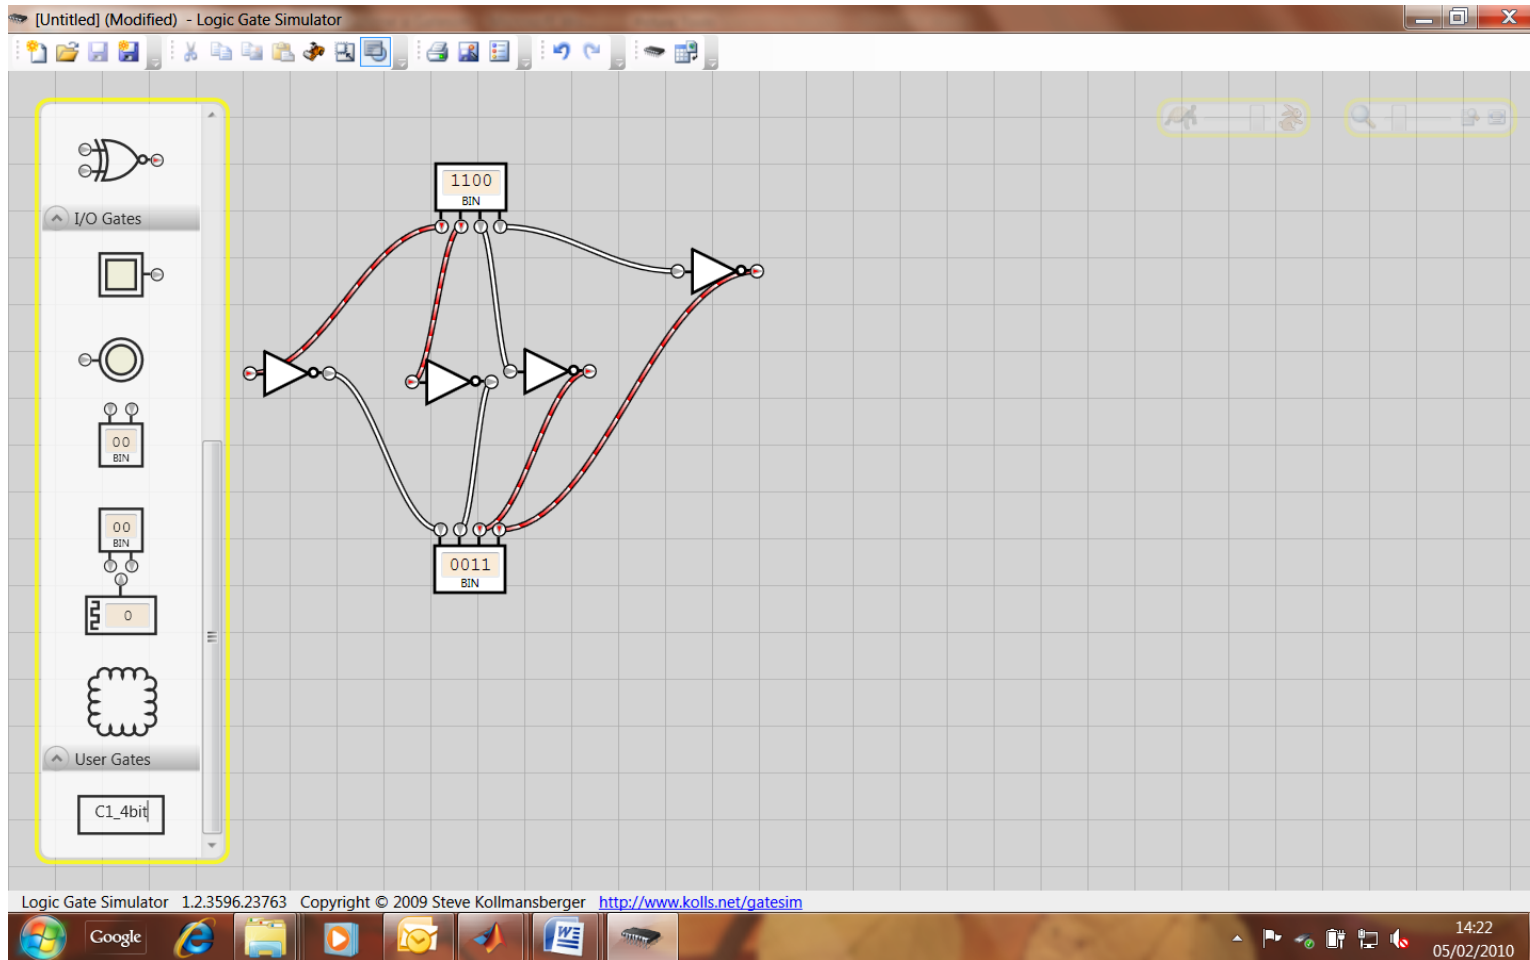 [Untitled] (Modified)  - Logic Gate Simulator
I/O Gates
00
BIN
00
BIN
0
User Gates
C1_4bit
1100
BIN
0011
BIN
Logic Gate Simulator   1.2.3596.23763   Copyright © 2009 Steve Kollmansberger   http://www.kolls.net/gatesim
Google
14:22
05/02/2010